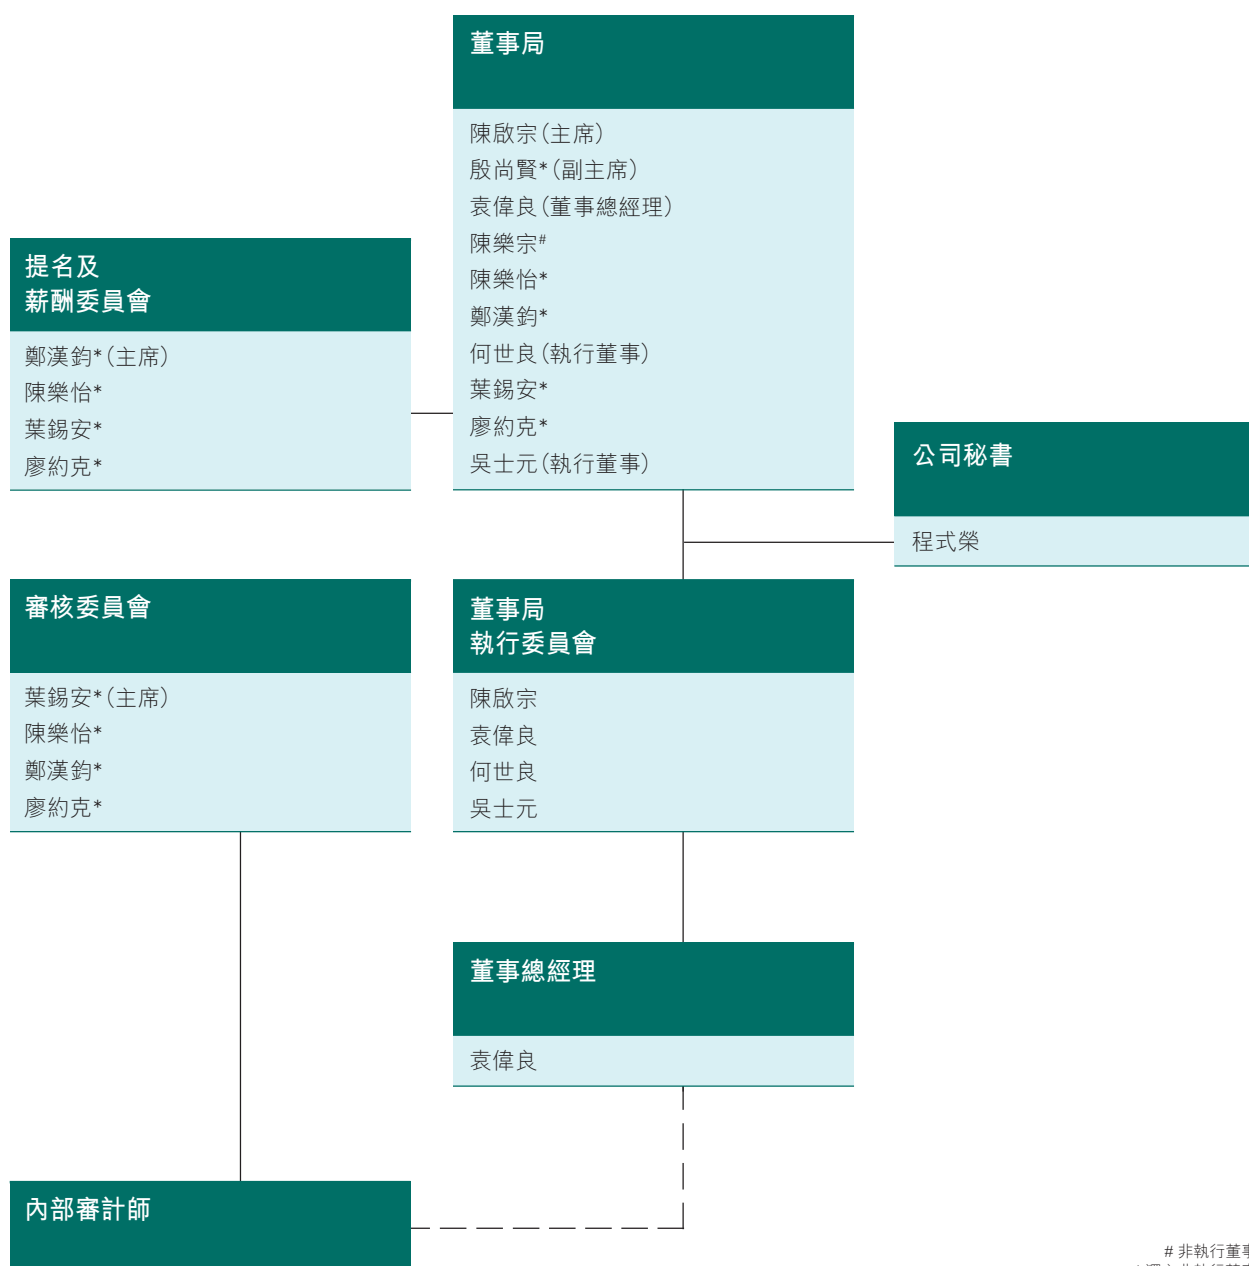 董事局
陳啟宗(主席)
殷尚賢*(副主席)
袁偉良(董事總經理)
陳樂宗#
陳樂怡*
鄭漢鈞*
何世良(執行董事)
葉錫安*
廖約克*
吳士元(執行董事)
提名及
薪酬委員會
鄭漢鈞*(主席)
陳樂怡*
葉錫安*
廖約克*
公司秘書
程式榮
審核委員會
葉錫安*(主席)
陳樂怡*
鄭漢鈞*
廖約克*
董事局
執行委員會
陳啟宗
袁偉良
何世良
吳士元
董事總經理
袁偉良
內部審計師
# 非執行董事